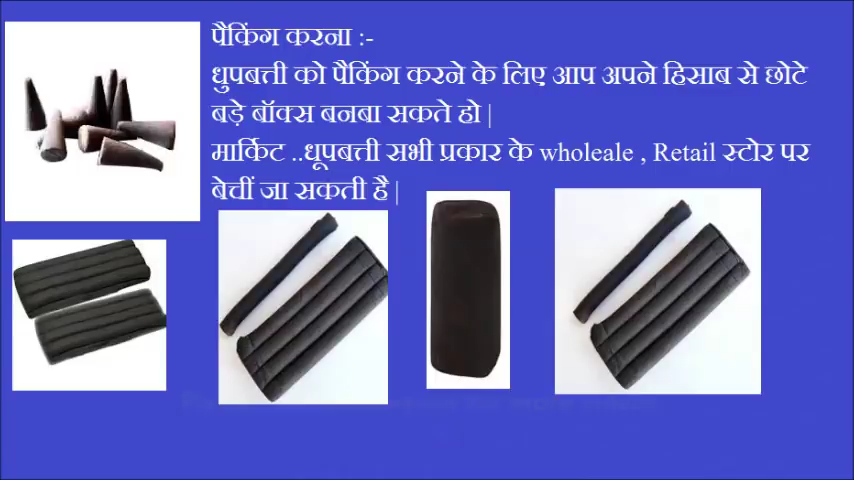 पैकिंग करना :-
धुपबत्ती को पैकिंग करने के लिए आप अपने हिसाब से छोटे
बड़े बॉक्स बनबा सकते हो |
मार्किट ..धूपबत्ती सभी प्रकार के wholeale , Retail स्टोर पर
बेचीं जा सकती है |